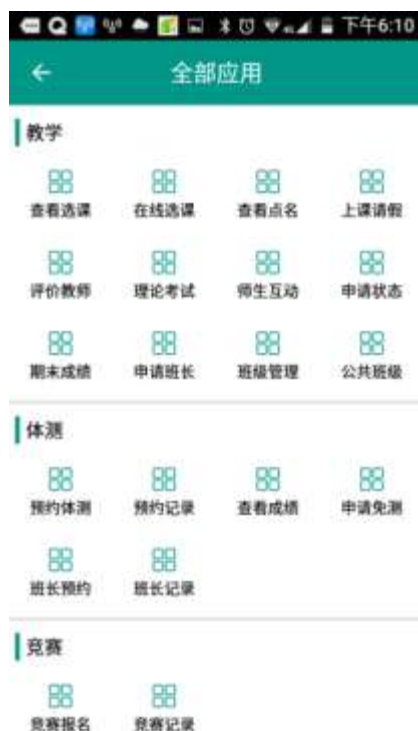 下午6:10
全部应用
教学
查看选课 在线选课 查看点名 上课请假
评价教师 理论考试 师生互动 申请状态
期末成绩 申请班长 班级管理 公共班级
体测
预约体测 预约记录 查看成绩 申请免测
班长预约 班长记录
竞赛
竞赛报名 竞赛记录